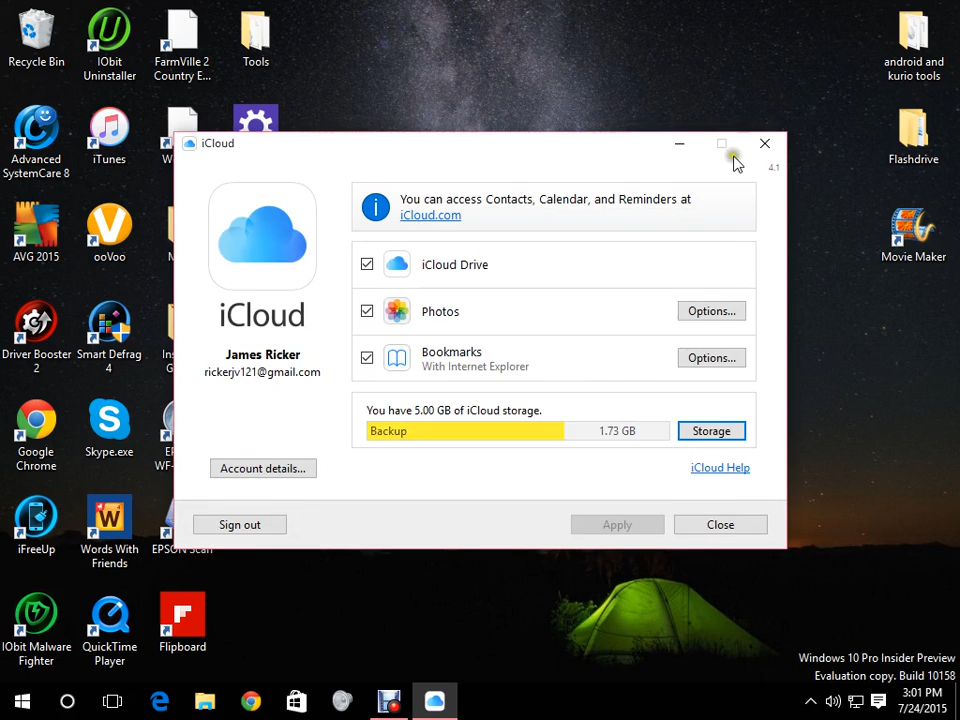 Recycle Bin
IObit
Uninstaller
FarmVille 2
Country E...
Tools
android and
kurio tools
Advanced
SystemCare 8
iTunes
W
Flashdrive
AVG 2015
ooVoo
Movie Maker
Driver Booster
2
Smart Defrag
4
Ins
Google
Chrome
Skype.exe
EP
WF-
iFreeUp
Words With
Friends
EPSON Scan
IObit Malware
Fighter
QuickTime
Player
Flipboard
iCloud
4.1
You can access Contacts, Calendar, and Reminders at
iCloud.com
iCloud Drive
Photos
Options...
Bookmarks
With Internet Explorer
Options...
iCloud
James Ricker
rickerjv121@gmail.com
You have 5.00 GB of iCloud storage.
Backup
1.73 GB
Storage
Account details...
iCloud Help
Sign out
Apply
Close
Windows 10 Pro Insider Preview
Evaluation copy. Build 10158
3:01 PM
7/24/2015